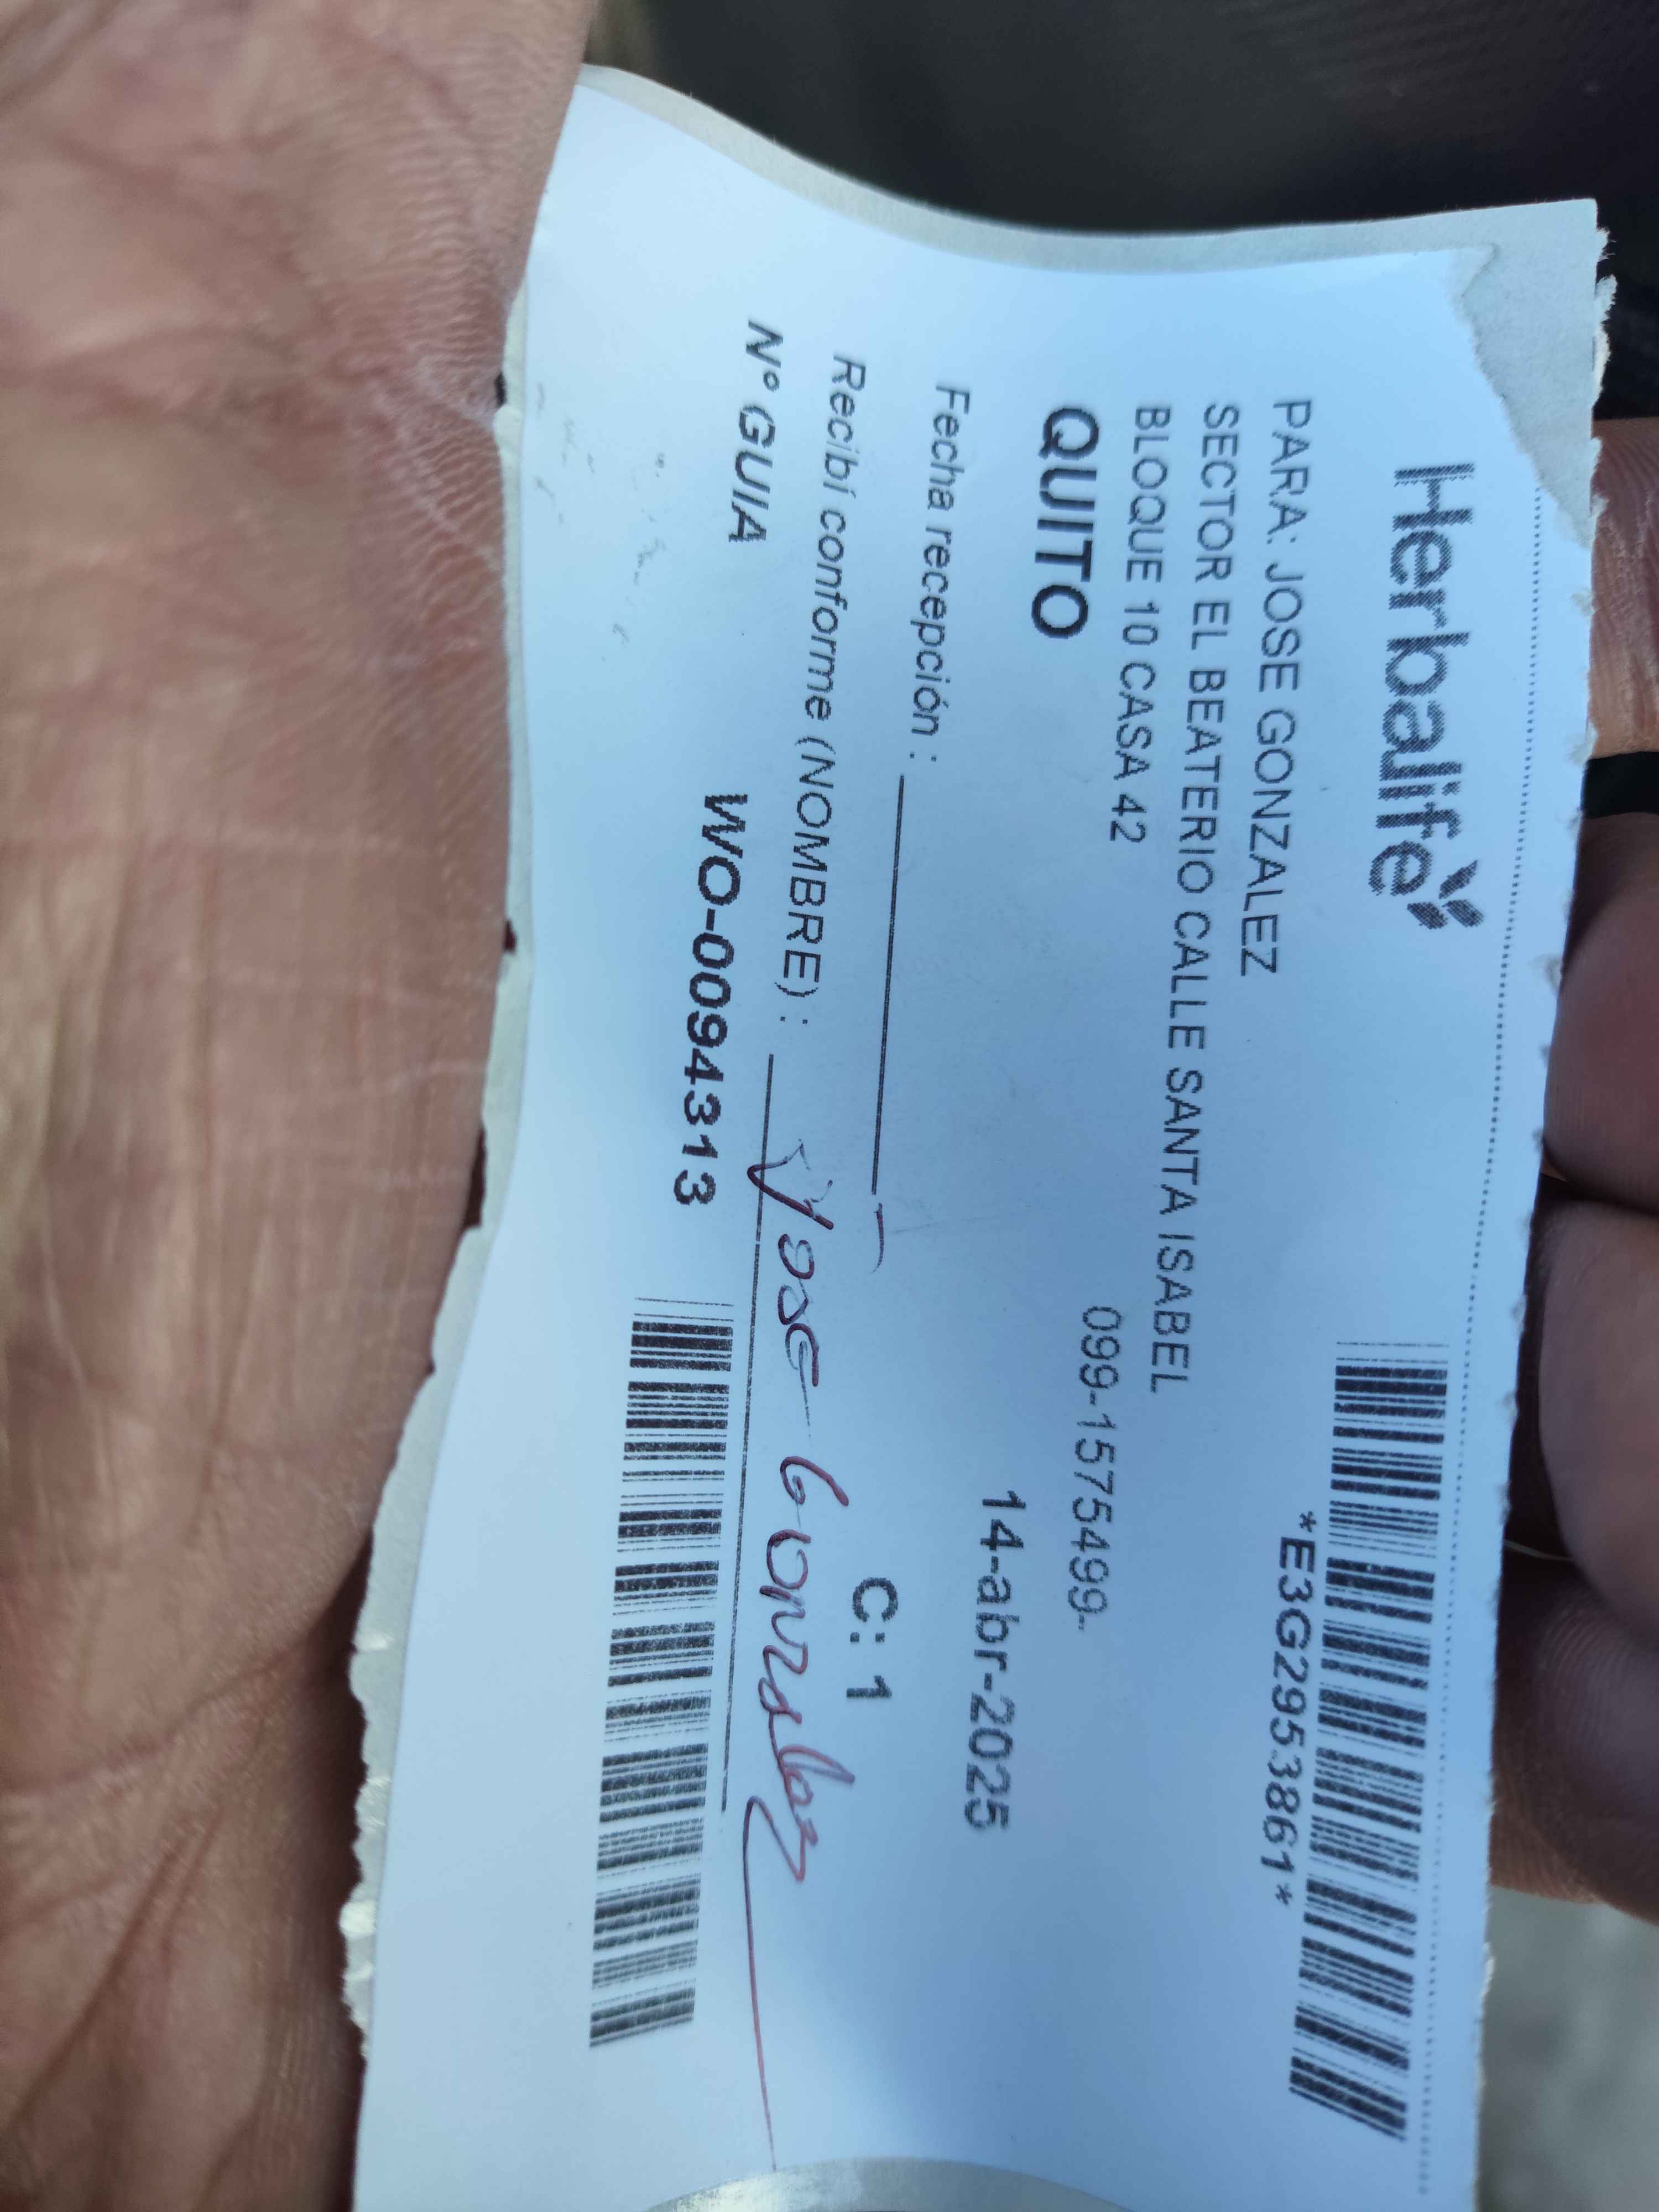 Herbalife
*E3G2953861*
PARA: JOSE GONZALEZ
SECTOR EL BEATERIO CALLE SANTA ISABEL
BLOQUE 10 CASA 42
099-1575499-
QUITO
14-abr-2025
Fecha recepción :
C: 1
Recibí conforme (NOMBRE) : Jose Gonzalez
Nº GUIA WO-0094313